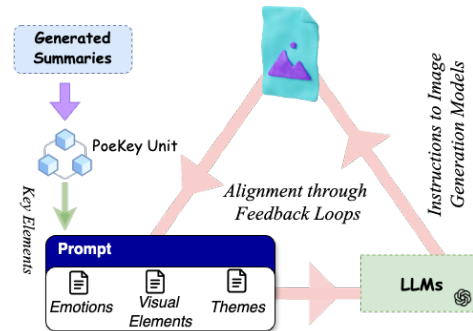 Generated
Summaries
PoeKey Unit
Key Elements
Alignment through
Feedback Loops
Instructions to Image
Generation Models
Prompt
Emotions
Visual
Elements
Themes
LLMs